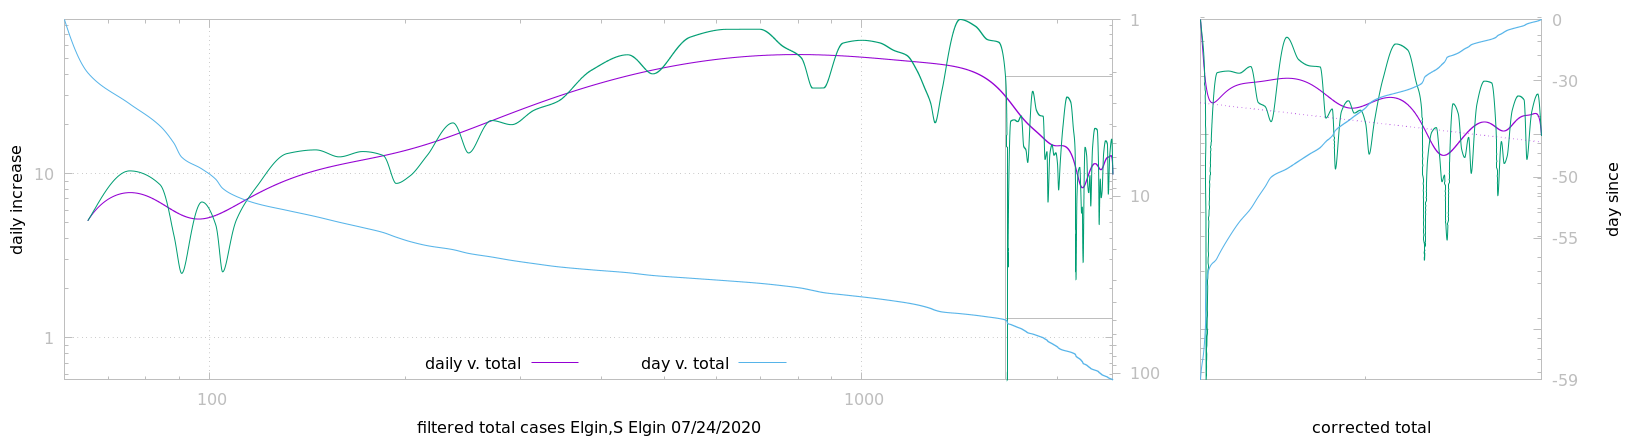 daily increase
10
1
100
1000
1
10
100
daily v. total
day v. total
filtered total cases Elgin,S Elgin 07/24/2020
0
-30
-50
-55
-59
day since
corrected total